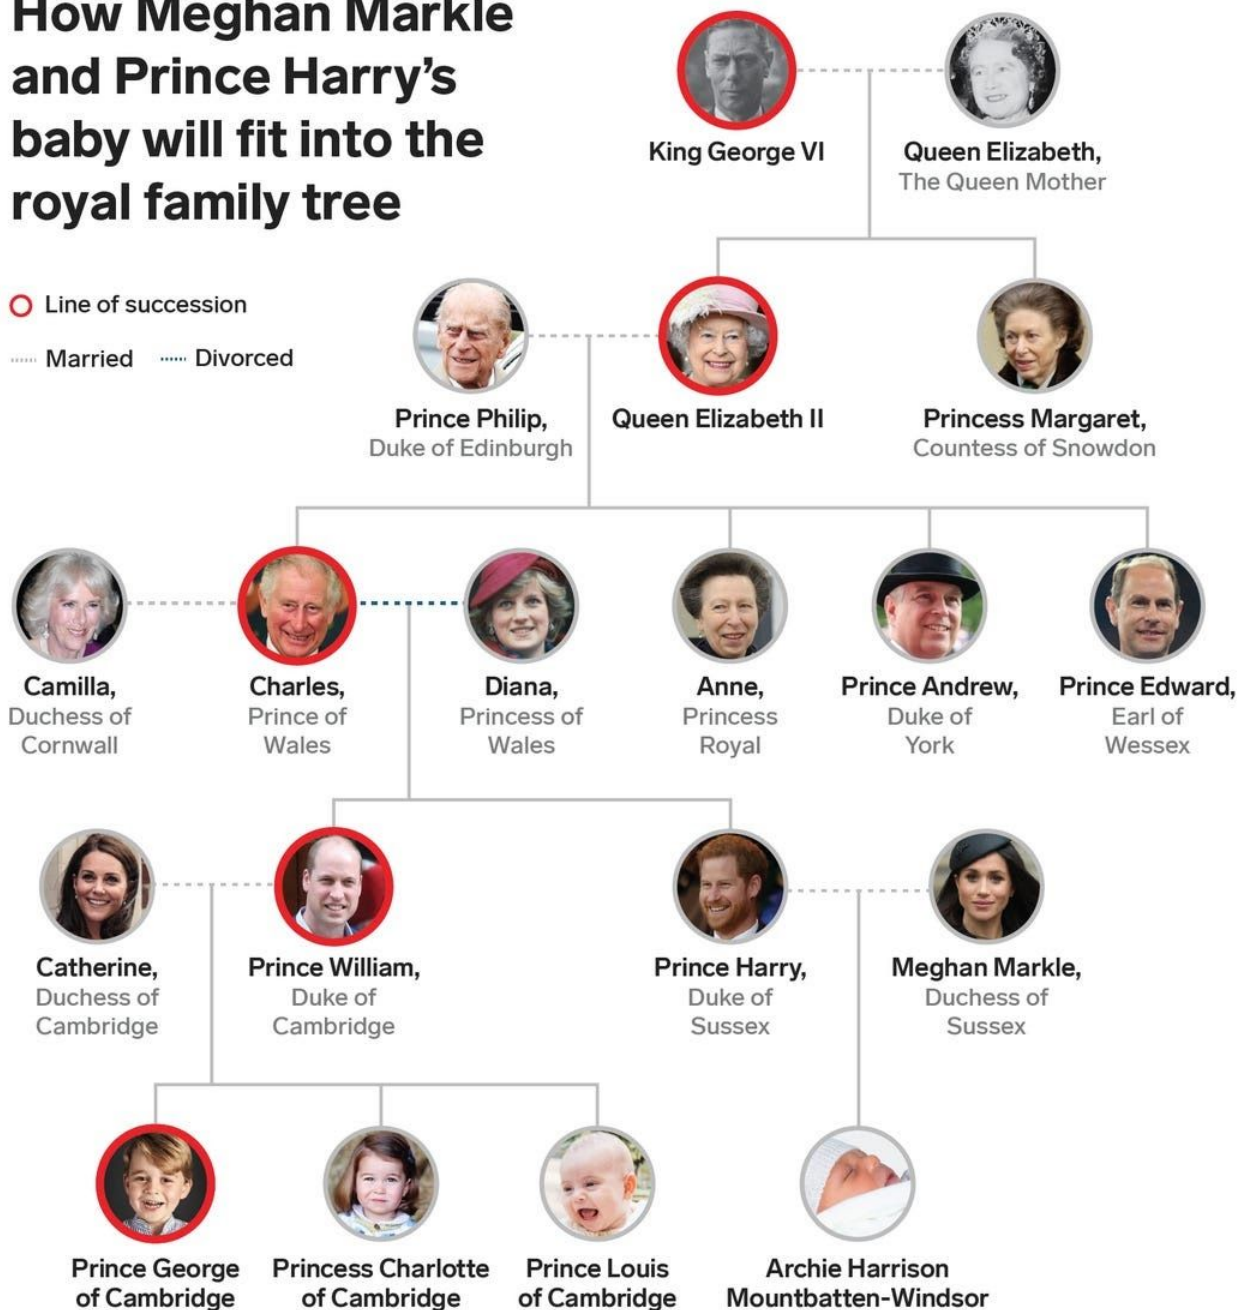 How Meghan Markle
and Prince Harry's
baby will fit into the
royal family tree
King George VI
Queen Elizabeth,
The Queen Mother
Line of succession
Married
Divorced
Prince Philip,
Duke of Edinburgh
Queen Elizabeth II
Princess Margaret,
Countess of Snowdon
Camilla,
Duchess of
Cornwall
Charles,
Prince of
Wales
Diana,
Princess of
Wales
Anne,
Princess
Royal
Prince Andrew,
Duke of
York
Prince Edward,
Earl of
Wessex
Catherine,
Duchess of
Cambridge
Prince William,
Duke of
Cambridge
Prince Harry,
Duke of
Sussex
Meghan Markle,
Duchess of
Sussex
Prince George
of Cambridge
Princess Charlotte
of Cambridge
Prince Louis
of Cambridge
Archie Harrison
Mountbatten-Windsor